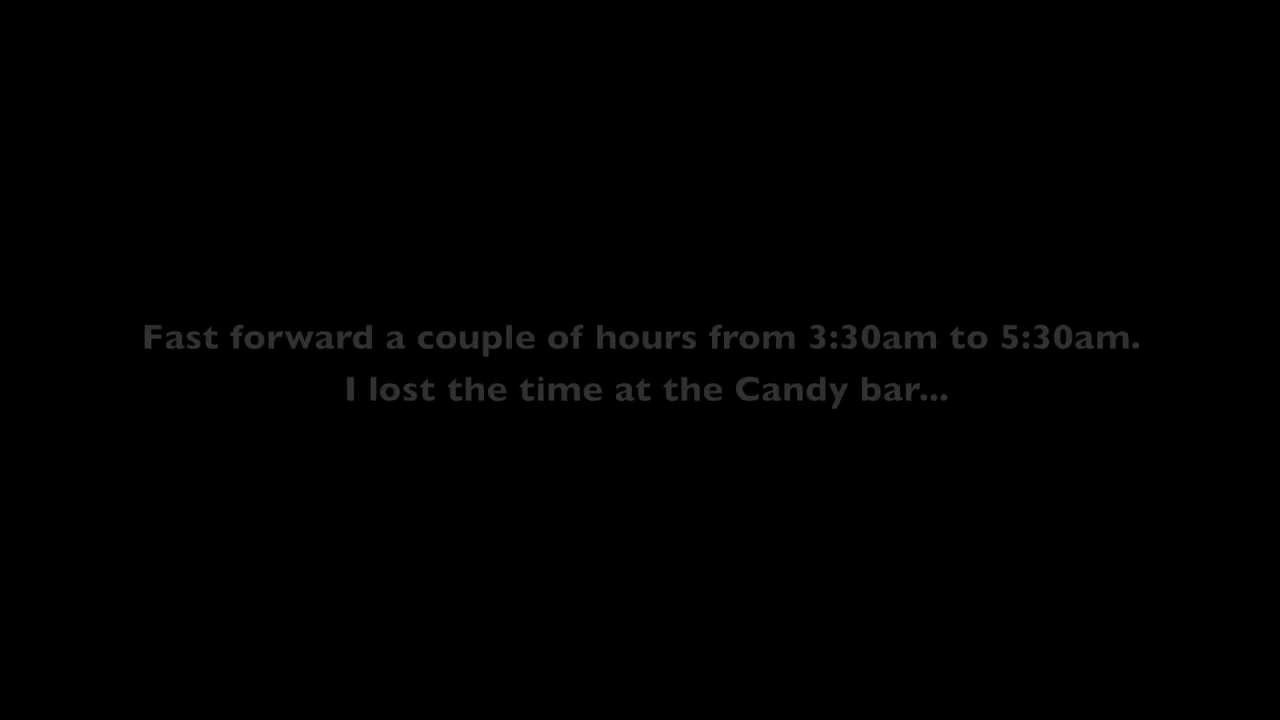 Fast forward a couple of hours from 3:30am to 5:30am.
I lost the time at the Candy bar...